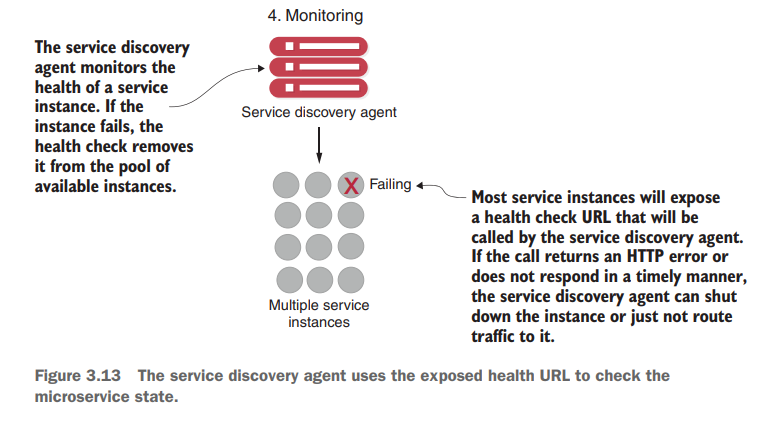 4. Monitoring
The service discovery
agent monitors the
health of a service
instance. If the
instance fails, the
health check removes
it from the pool of
available instances.
Service discovery agent
X
Failing
Most service instances will expose
a health check URL that will be
called by the service discovery agent.
If the call returns an HTTP error or
does not respond in a timely manner,
the service discovery agent can shut
down the instance or just not route
traffic to it.
Multiple service
instances
Figure 3.13 The service discovery agent uses the exposed health URL to check the
microservice state.